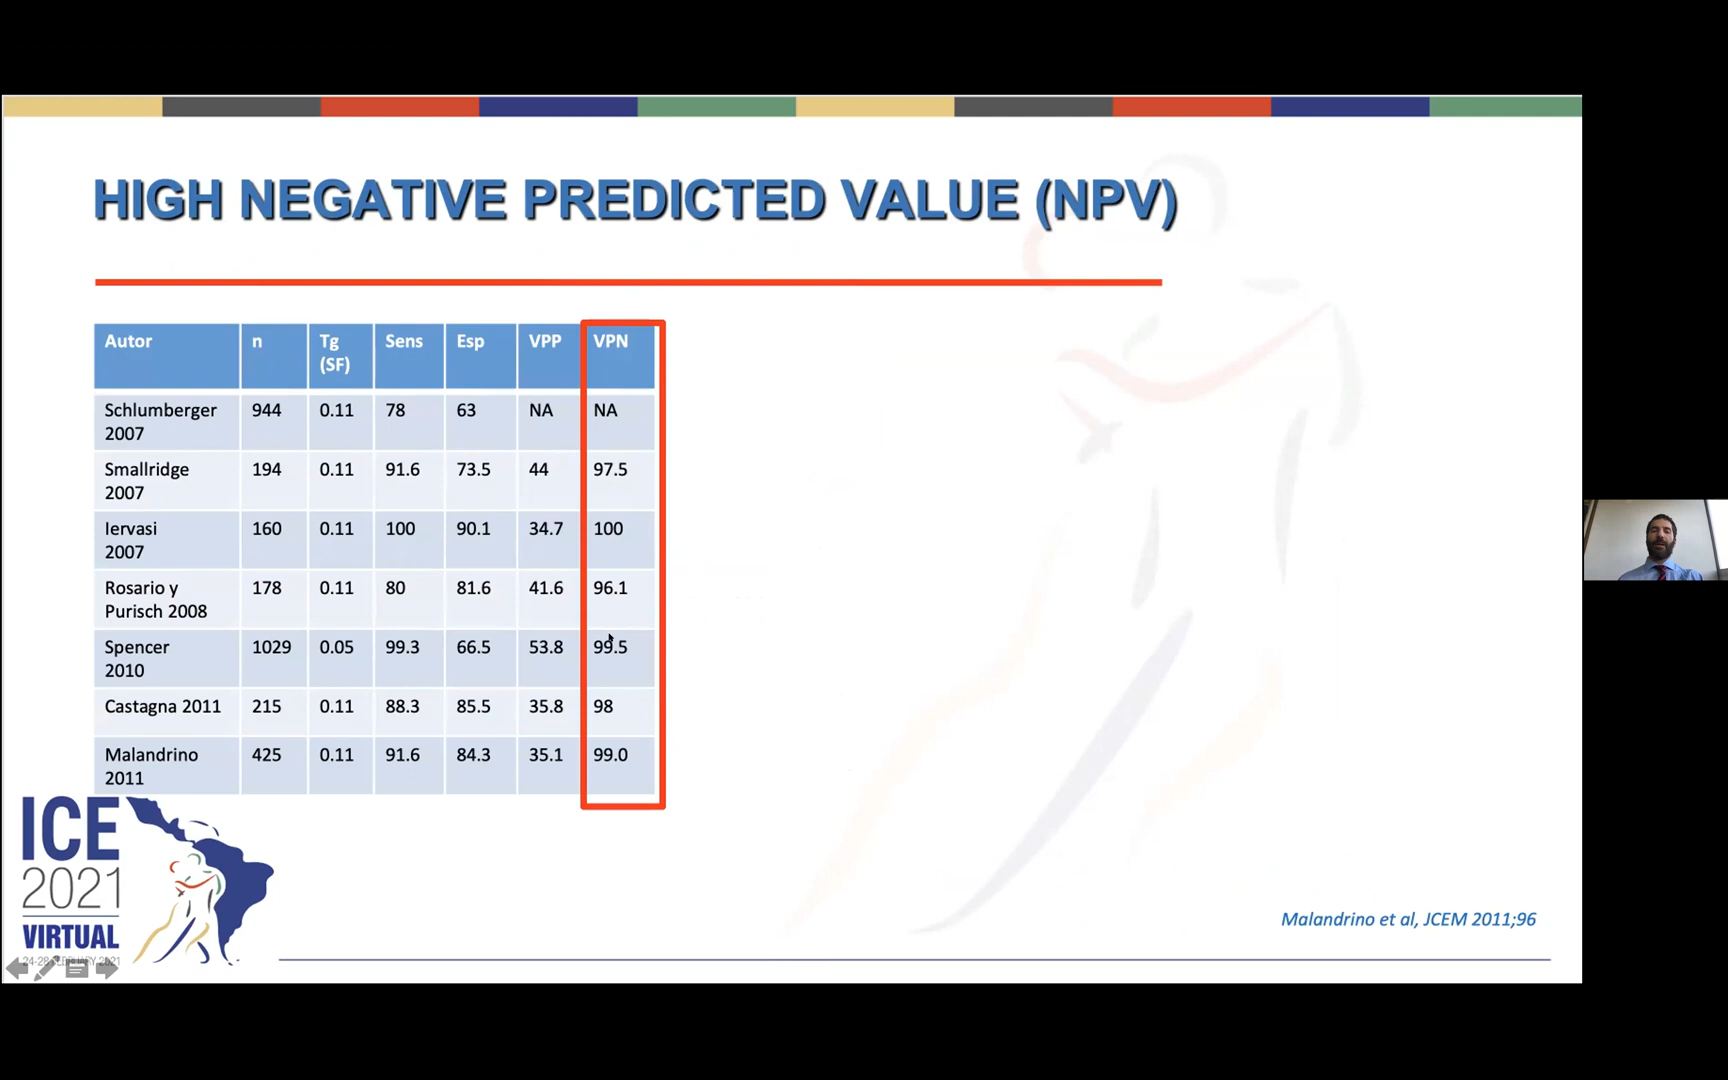 HIGH NEGATIVE PREDICTED VALUE (NPV)
Autor n Tg (SF) Sens Esp VPP VPN
Schlumberger 2007 944 0.11 78 63 NA NA
Smallridge 2007 194 0.11 91.6 73.5 44 97.5
Iervasi 2007 160 0.11 100 90.1 34.7 100
Rosario y Purisch 2008 178 0.11 80 81.6 41.6 96.1
Spencer 2010 1029 0.05 99.3 66.5 53.8 99.5
Castagna 2011 215 0.11 88.3 85.5 35.8 98
Malandrino 2011 425 0.11 91.6 84.3 35.1 99.0
ICE
2021
VIRTUAL
24-28 FEBRUARY 2021
Malandrino et al, JCEM 2011;96